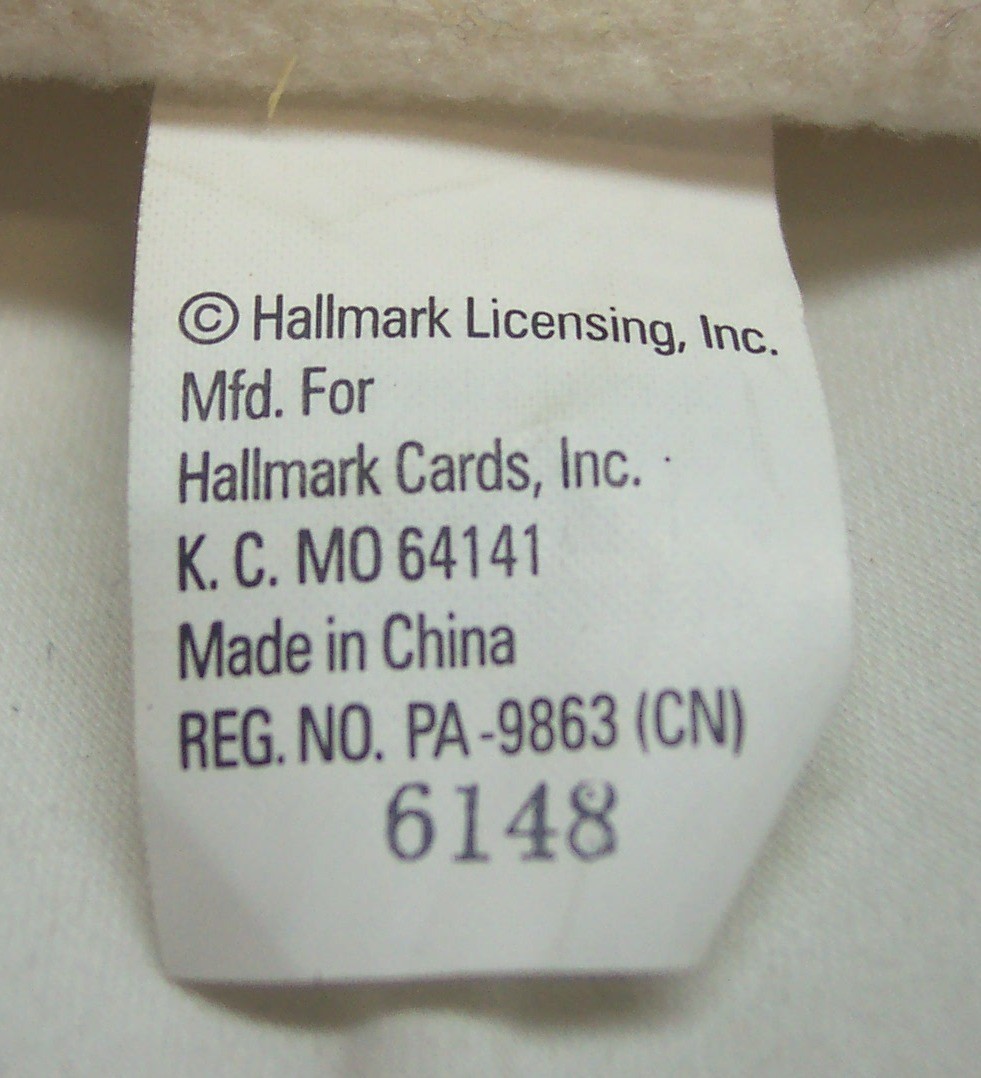 © Hallmark Licensing, Inc.
Mfd. For
Hallmark Cards, Inc.
K. C. MO 64141
Made in China
REG. NO. PA-9863 (CN)
6148